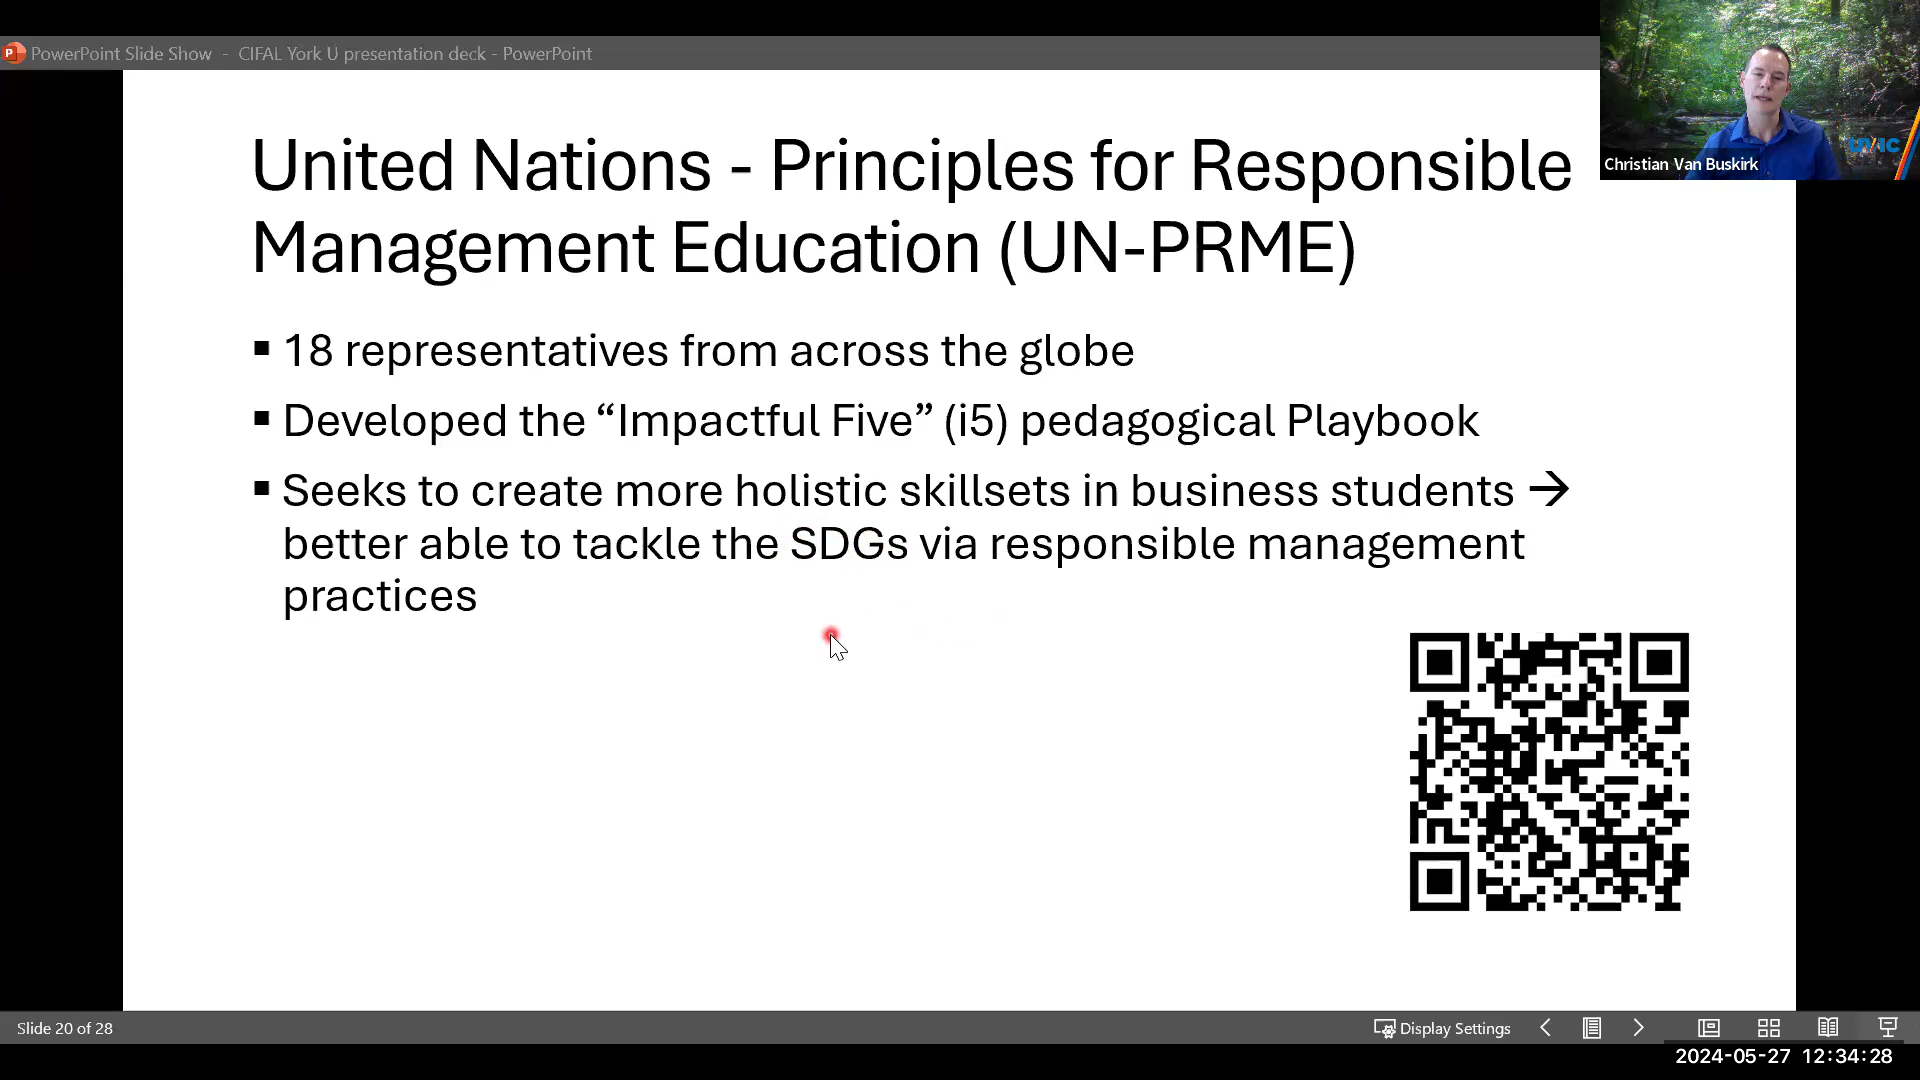 PowerPoint Slide Show - CIFAL York U presentation deck - PowerPoint
United Nations - Principles for Responsible
Management Education (UN-PRME)
▪ 18 representatives from across the globe
▪ Developed the “Impactful Five” (i5) pedagogical Playbook
▪ Seeks to create more holistic skillsets in business students →
better able to tackle the SDGs via responsible management
practices
UVIC
Christian Van Buskirk
Slide 20 of 28
Display Settings
2024-05-27 12:34:28